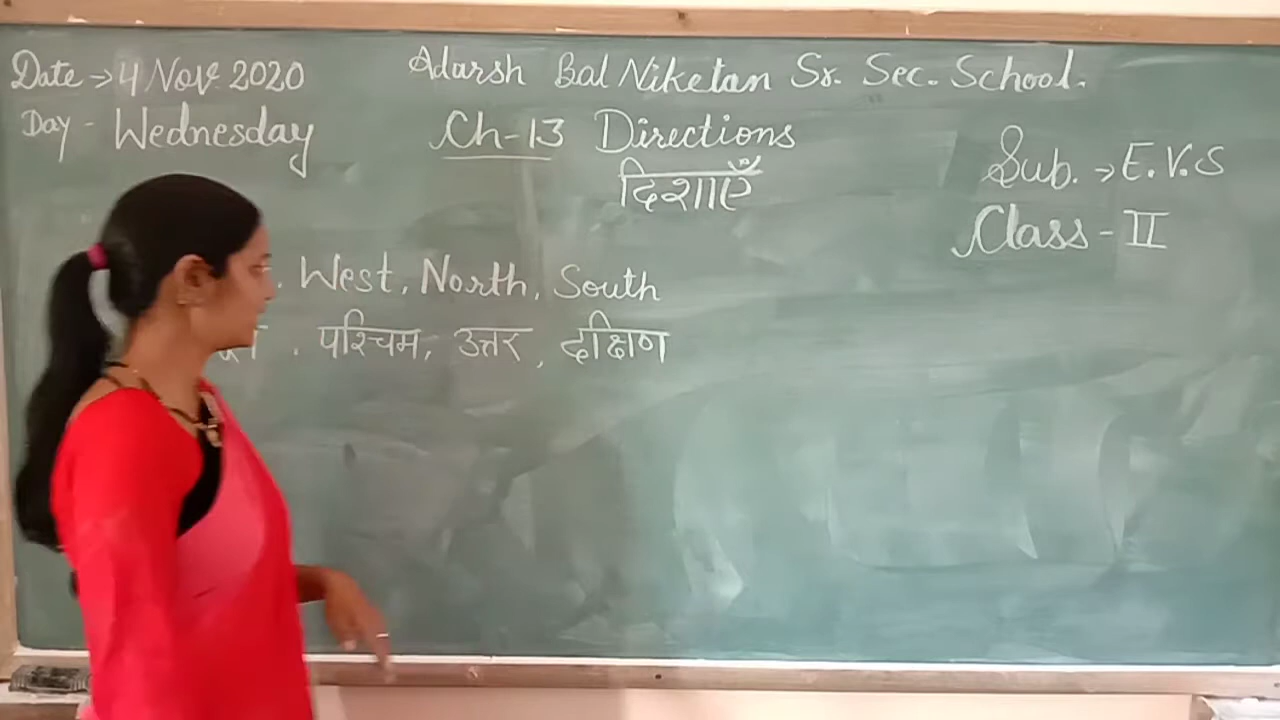 Date → 4 Nov. 2020
Adarsh Bal Niketan Sr. Sec. School.
Day - Wednesday
Ch-13 Directions
दिशाएँ
Sub. → E.V.S
Class - II
. West, North, South
. पश्चिम, उत्तर, दक्षिण